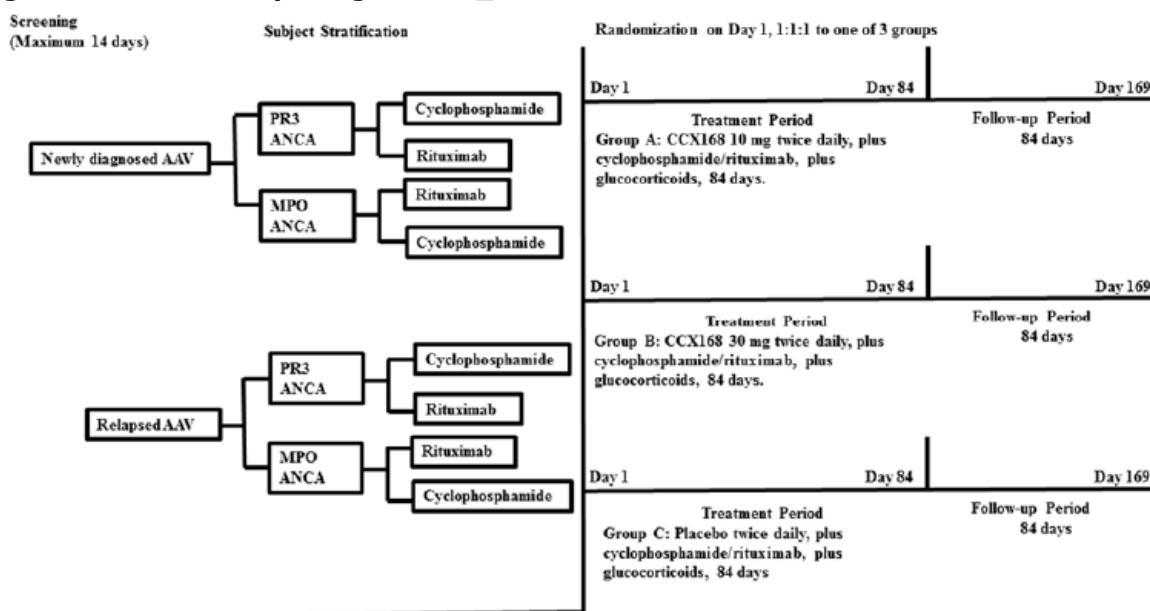 Screening
(Maximum 14 days)
Subject Stratification
Randomization on Day 1, 1:1:1 to one of 3 groups
Newly diagnosed AAV
PR3
ANCA
Cyclophosphamide
Rituximab
MPO
ANCA
Rituximab
Cyclophosphamide
Relapsed AAV
PR3
ANCA
Cyclophosphamide
Rituximab
MPO
ANCA
Rituximab
Cyclophosphamide
Day 1
Day 84
Day 169
Treatment Period
Group A: CCX168 10 mg twice daily, plus
cyclophosphamide/rituximab, plus
glucocorticoids, 84 days.
Follow-up Period
84 days
Day 1
Day 84
Day 169
Treatment Period
Group B: CCX168 30 mg twice daily, plus
cyclophosphamide/rituximab, plus
glucocorticoids, 84 days.
Follow-up Period
84 days
Day 1
Day 84
Day 169
Treatment Period
Group C: Placebo twice daily, plus
cyclophosphamide/rituximab, plus
glucocorticoids, 84 days
Follow-up Period
84 days